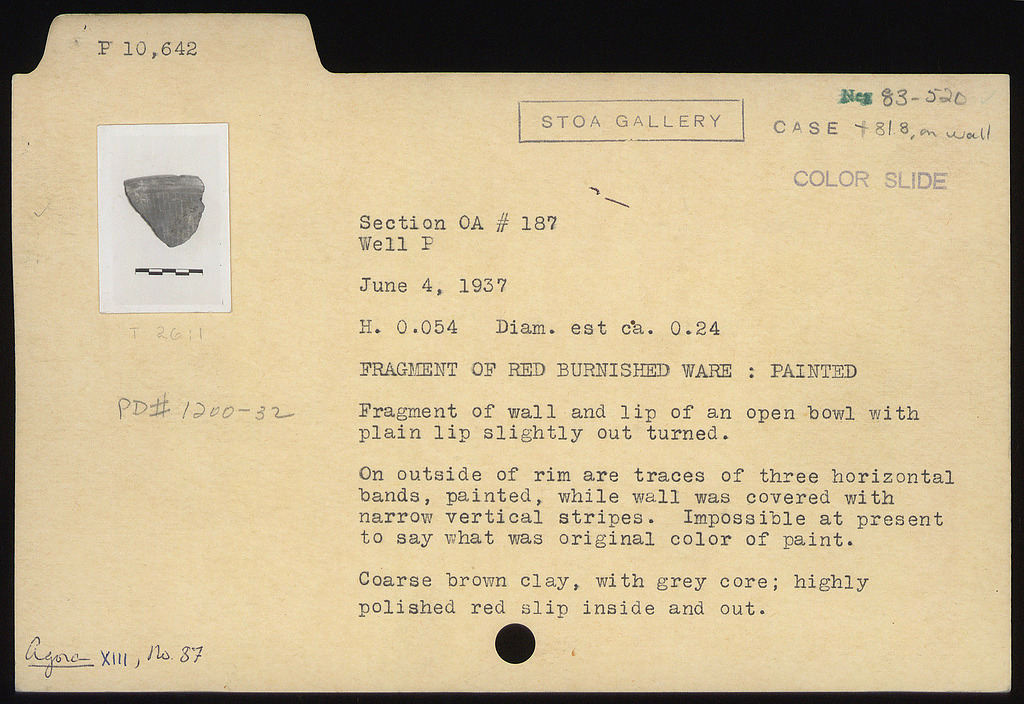 P 10,642
Neg 83-520
STOA GALLERY
CASE 81.8, on wall
COLOR SLIDE
Section OA # 187
Well P
June 4, 1937
T 2611
H. 0.054 Diam. est ca. 0.24
FRAGMENT OF RED BURNISHED WARE : PAINTED
PD# 1200-32
Fragment of wall and lip of an open bowl with
plain lip slightly out turned.
On outside of rim are traces of three horizontal
bands, painted, while wall was covered with
narrow vertical stripes. Impossible at present
to say what was original color of paint.
Coarse brown clay, with grey core; highly
polished red slip inside and out.
Agora XIII, No. 87